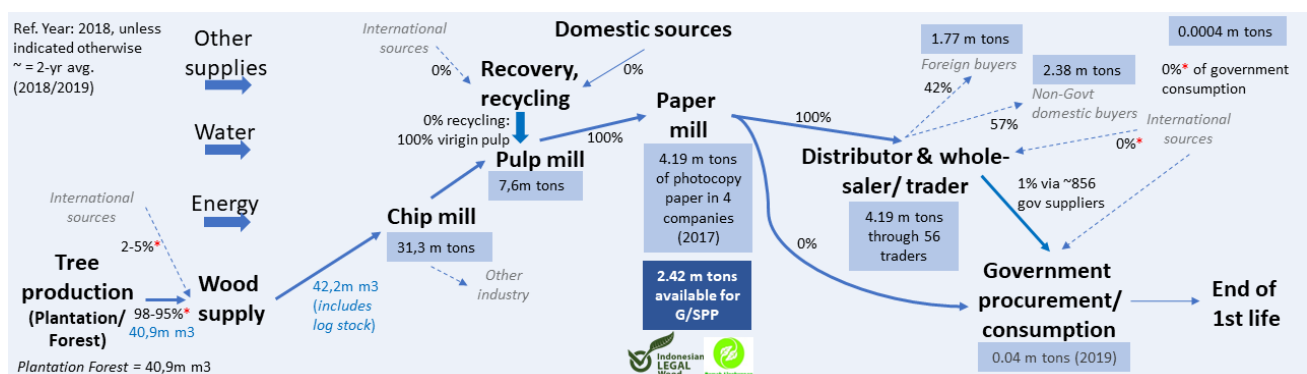 Ref. Year: 2018, unless
indicated otherwise
~ = 2-yr avg.
(2018/2019)
Other
supplies
Water
Energy
International
sources
2-5%*
Tree
production
(Plantation/
Forest)
98-95%*
40,9m m3
Plantation Forest = 40,9m m3
Wood
supply
42,2m m3
(includes
log stock)
Chip mill
31,3 m tons
Other
industry
International
sources
0%
Domestic sources
0%
Recovery,
recycling
0% recycling:
100% virigin pulp
Pulp mill
7,6m tons
100%
Paper
mill
4.19 m tons
of photocopy
paper in 4
companies
(2017)
2.42 m tons
available for
G/SPP
Indonesian
LEGAL
Wood
100%
0%
Distributor & whole-
saler/ trader
4.19 m tons
through 56
traders
1.77 m tons
Foreign buyers
42%
2.38 m tons
Non-Govt
domestic buyers
57%
0.0004 m tons
0%* of government
consumption
International
sources
0%*
1% via ~856
gov suppliers
Government
procurement/
consumption
0.04 m tons (2019)
End of
1st life